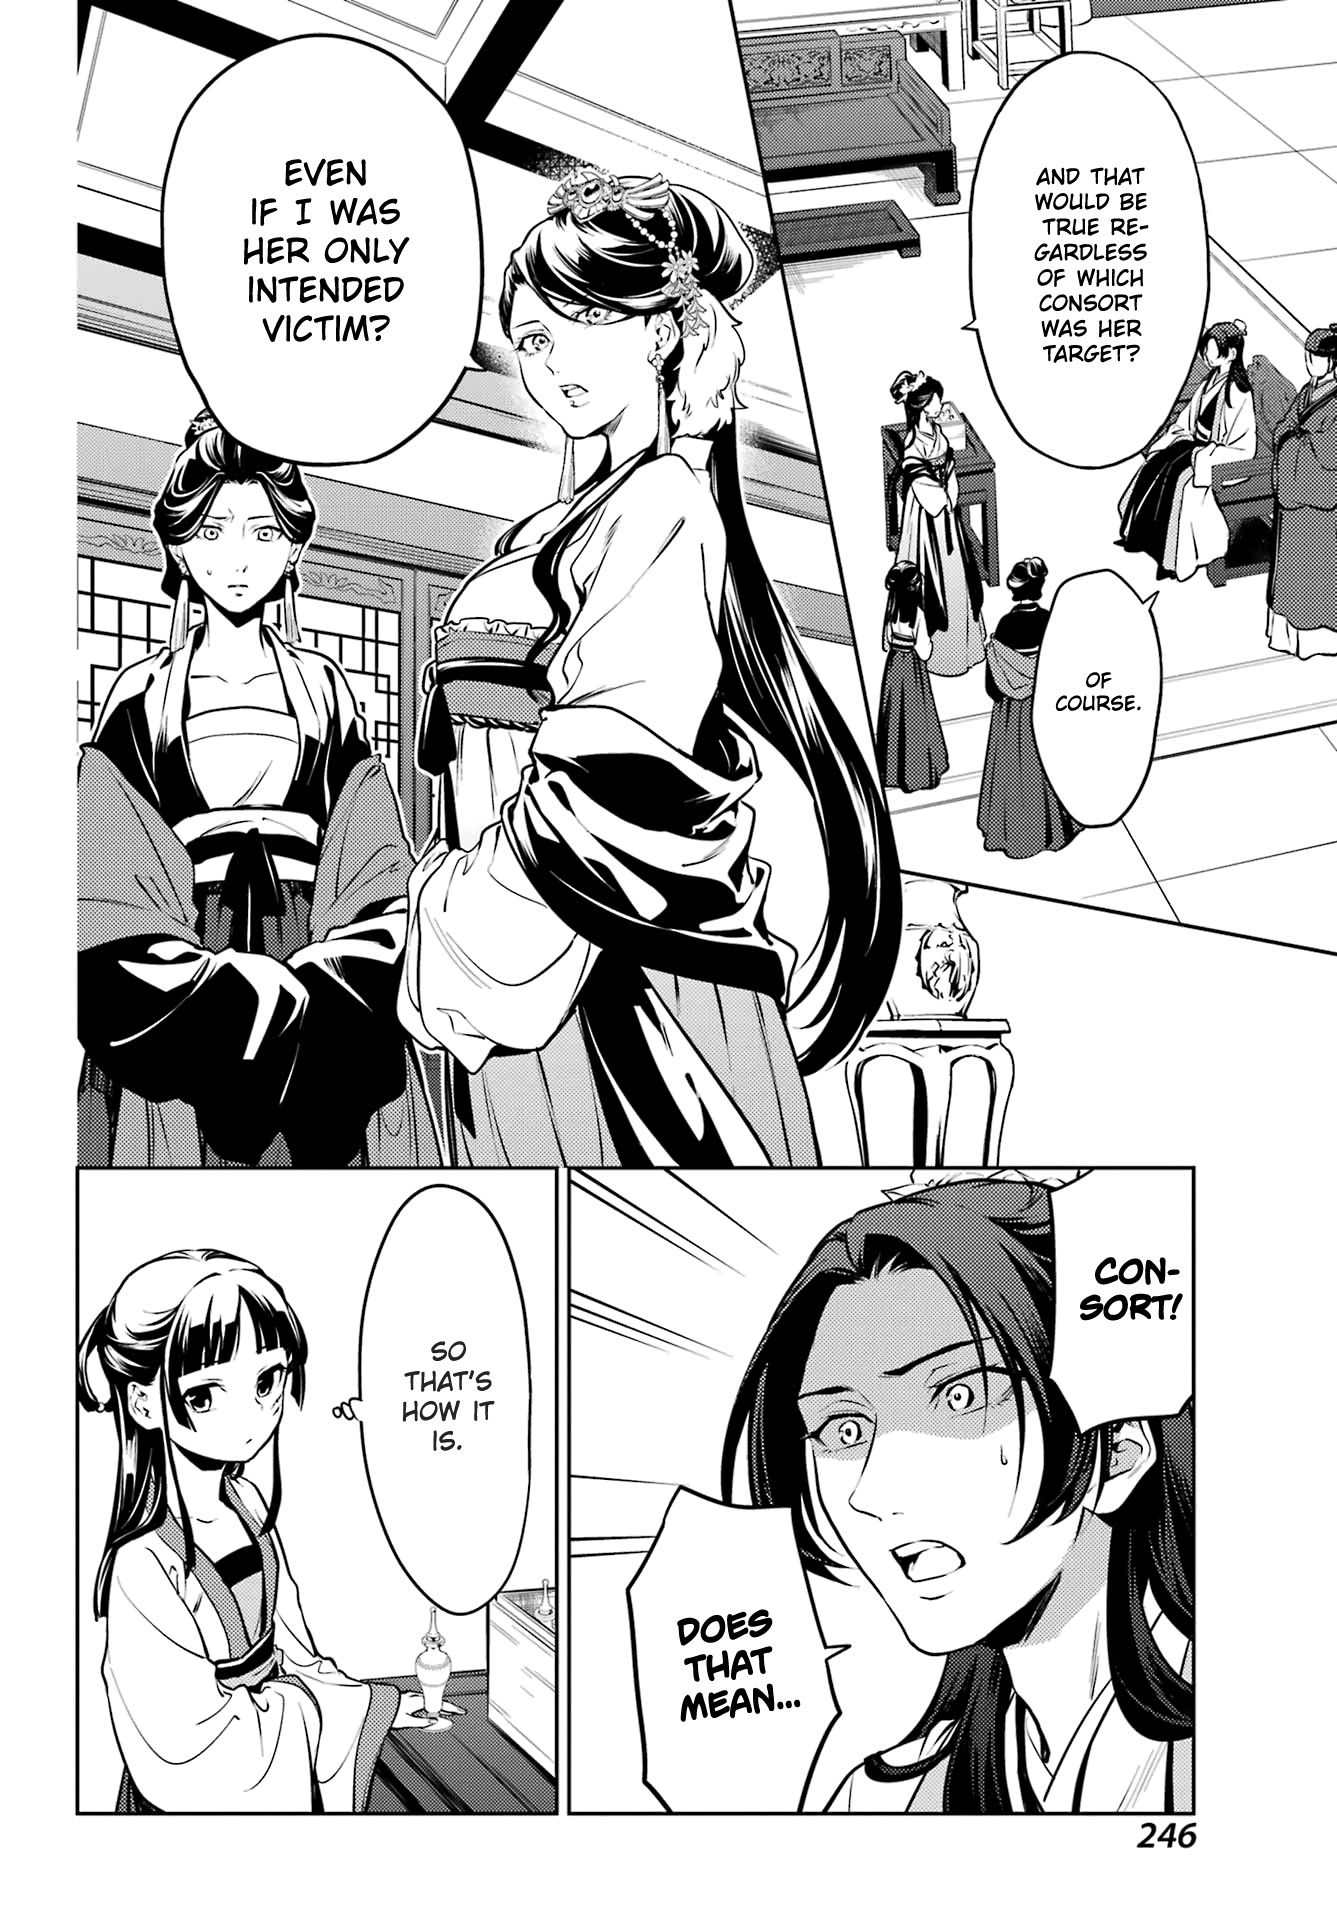 AND THAT
WOULD BE
TRUE RE-
GARDLESS
OF WHICH
CONSORT
WAS HER
TARGET?
OF
COURSE.
EVEN
IF I WAS
HER ONLY
INTENDED
VICTIM?
CON-
SORT!
DOES
THAT
MEAN...
SO
THAT'S
HOW IT
IS.
246